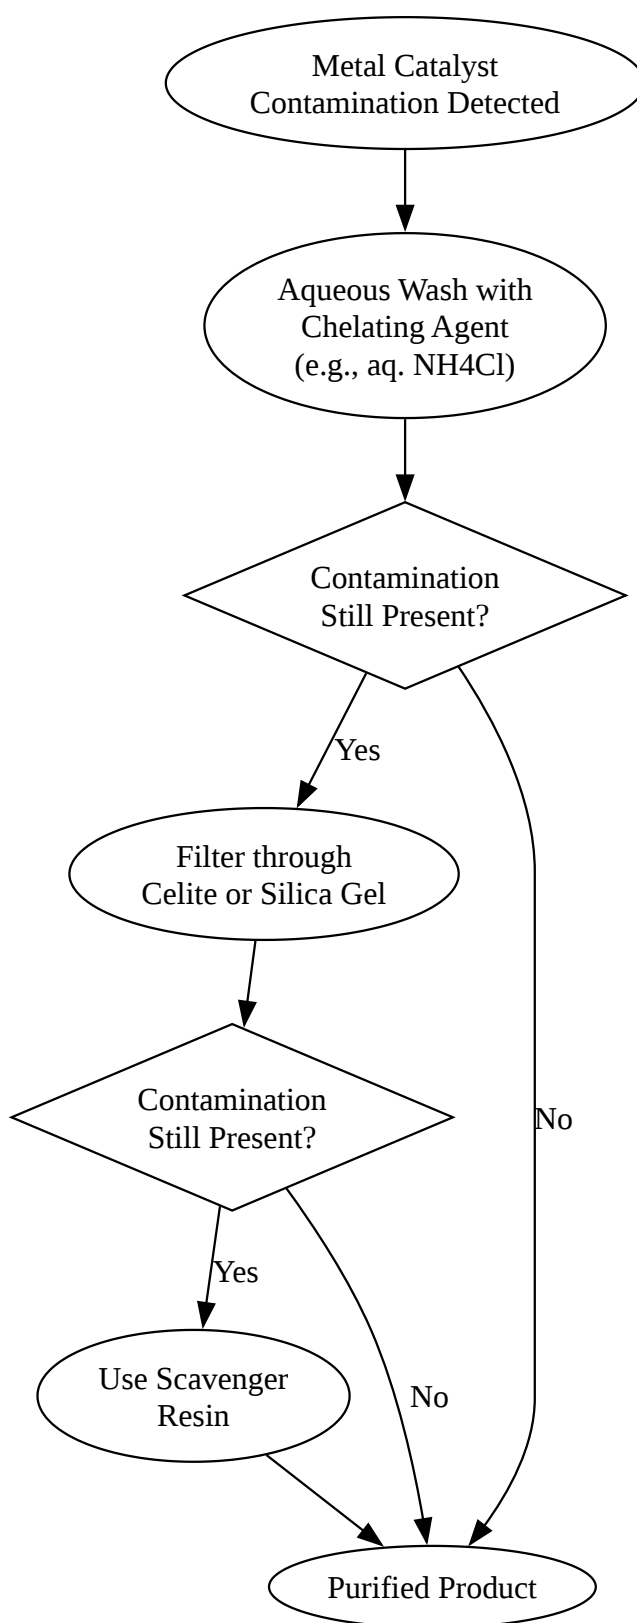 Metal Catalyst
Contamination Detected
Aqueous Wash with
Chelating Agent
(e.g., aq. NH4Cl)
Contamination
Still Present?
Yes
Filter through
Celite or Silica Gel
Contamination
Still Present?
No
Yes
Use Scavenger
Resin
No
Purified Product